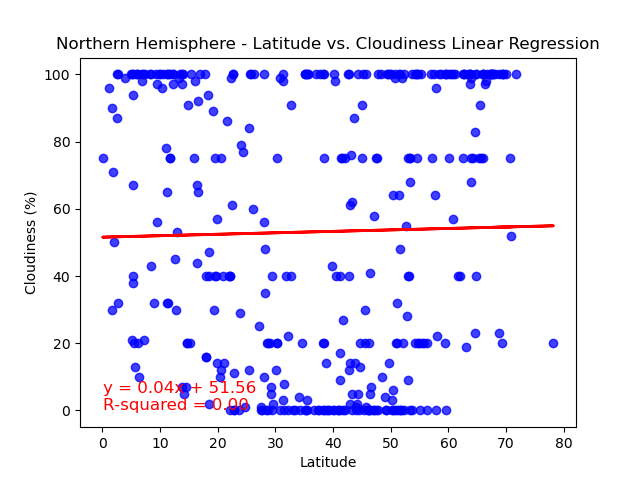 Northern Hemisphere - Latitude vs. Cloudiness Linear Regression
100
80
60
40
20
0
Cloudiness (%)
y = 0.04x + 51.56
R-squared = 0.00
0 10 20 30 40 50 60 70 80
Latitude